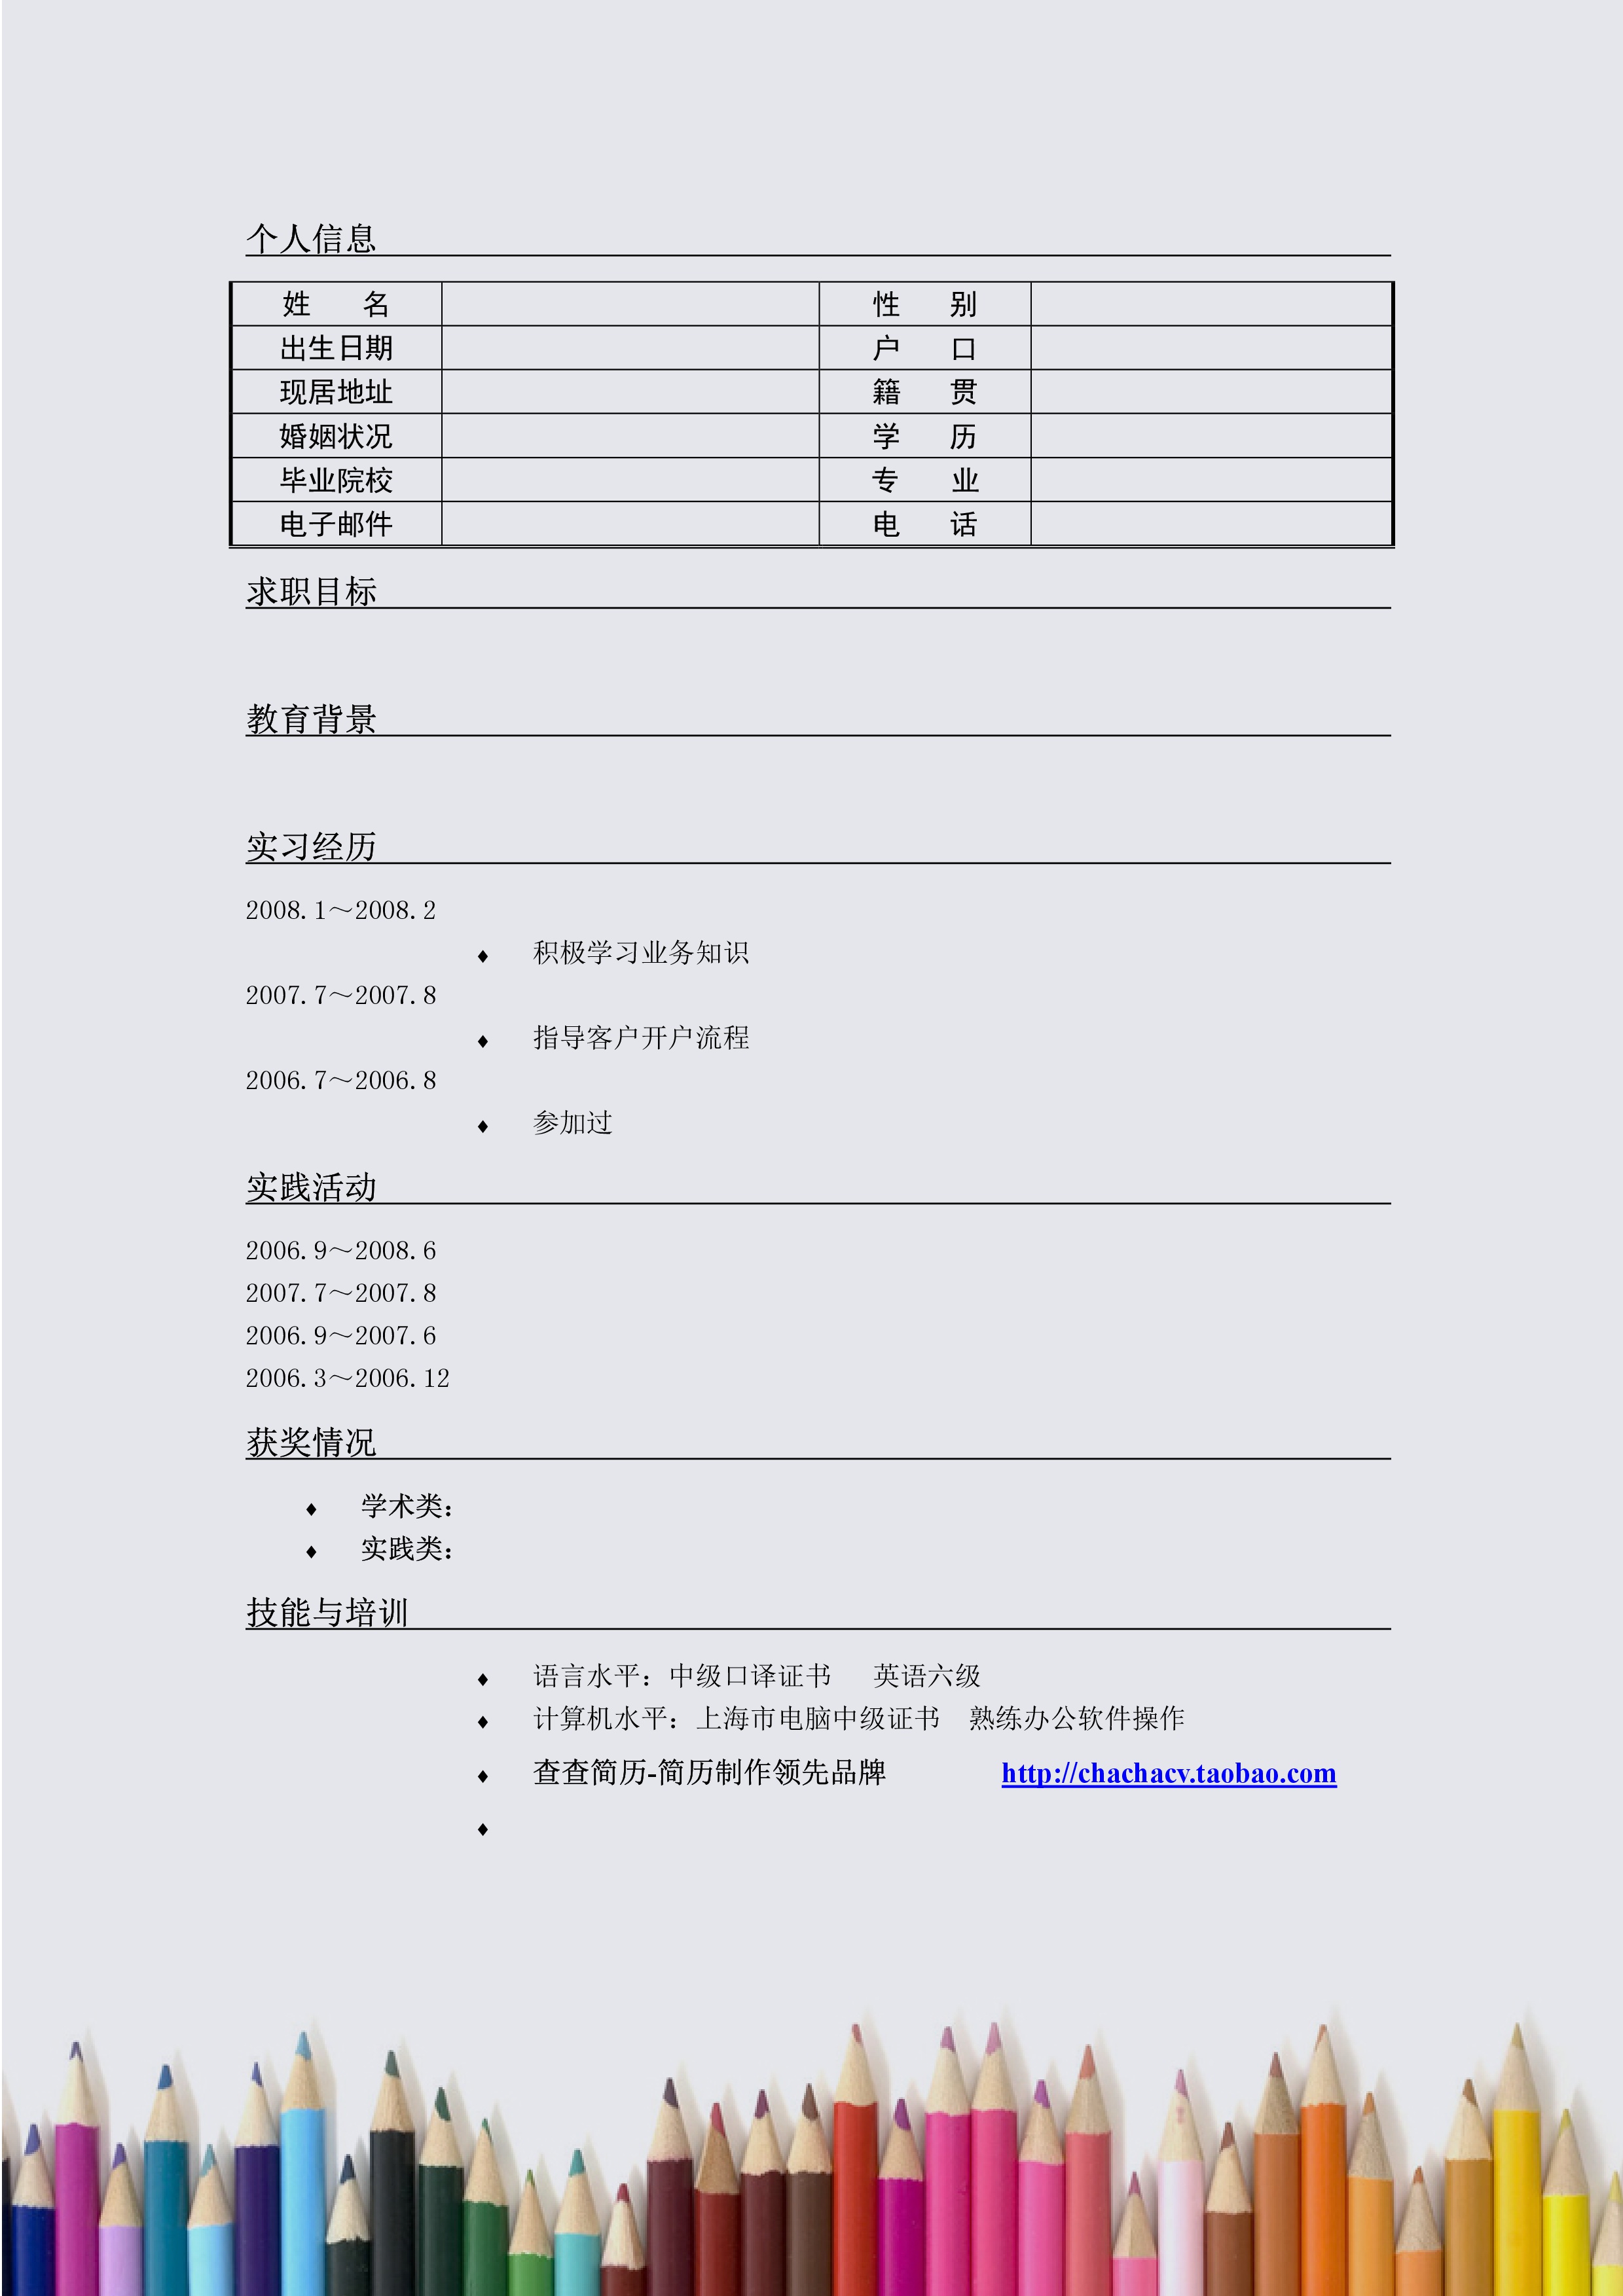 个人信息
姓 名 性 别
出生日期 户 口
现居地址 籍 贯
婚姻状况 学 历
毕业院校 专 业
电子邮件 电 话
求职目标
教育背景
实习经历
2008.1～2008.2
♦ 积极学习业务知识
2007.7～2007.8
♦ 指导客户开户流程
2006.7～2006.8
♦ 参加过
实践活动
2006.9～2008.6
2007.7～2007.8
2006.9～2007.6
2006.3～2006.12
获奖情况
♦ 学术类：
♦ 实践类：
技能与培训
♦ 语言水平：中级口译证书 英语六级
♦ 计算机水平：上海市电脑中级证书 熟练办公软件操作
♦ 查查简历-简历制作领先品牌 http://chachacv.taobao.com
♦